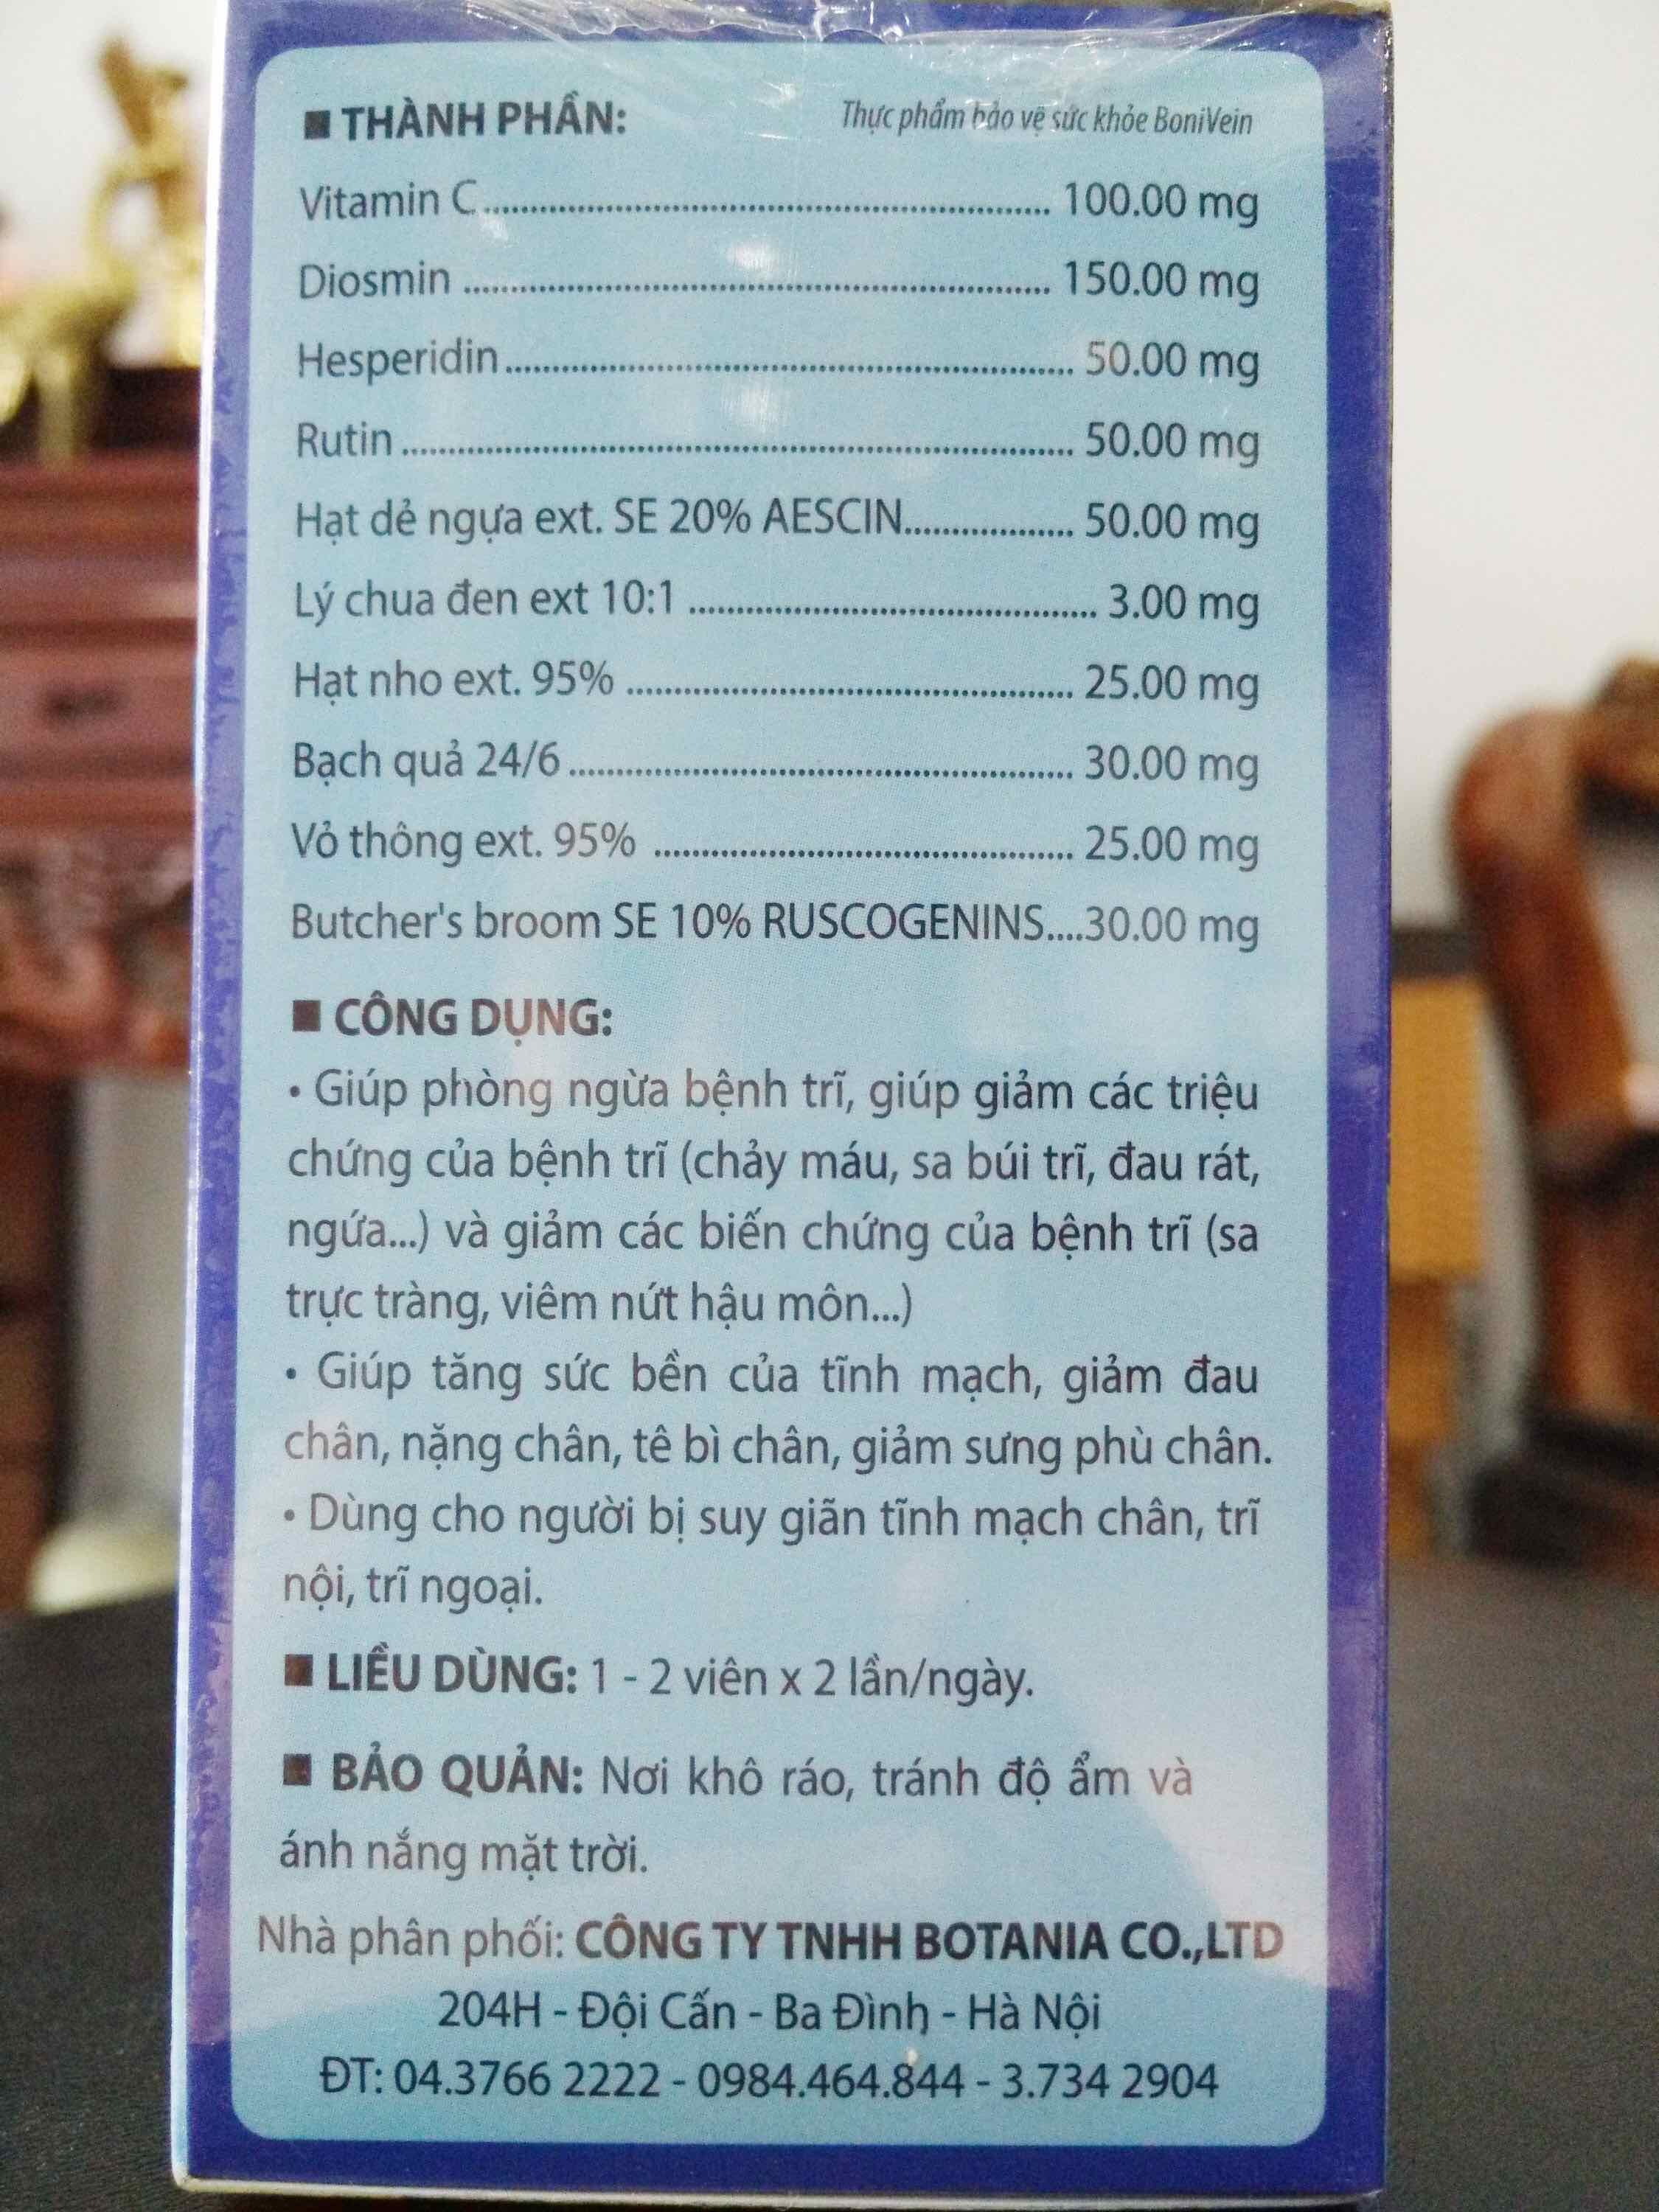 ■ THÀNH PHẦN: Thực phẩm bảo vệ sức khỏe BoniVein
Vitamin C.......................................................... 100.00 mg
Diosmin ............................................................ 150.00 mg
Hesperidin.......................................................... 50.00 mg
Rutin .................................................................... 50.00 mg
Hạt dẻ ngựa ext. SE 20% AESCIN.................. 50.00 mg
Lý chua đen ext 10:1 .......................................... 3.00 mg
Hạt nho ext. 95% .............................................. 25.00 mg
Bạch quả 24/6 ................................................... 30.00 mg
Vỏ thông ext. 95% ........................................... 25.00 mg
Butcher's broom SE 10% RUSCOGENINS....30.00 mg
■ CÔNG DỤNG:
• Giúp phòng ngừa bệnh trĩ, giúp giảm các triệu
chứng của bệnh trĩ (chảy máu, sa búi trĩ, đau rát,
ngứa...) và giảm các biến chứng của bệnh trĩ (sa
trực tràng, viêm nứt hậu môn...)
• Giúp tăng sức bền của tĩnh mạch, giảm đau
chân, nặng chân, tê bì chân, giảm sưng phù chân.
• Dùng cho người bị suy giãn tĩnh mạch chân, trĩ
nội, trĩ ngoại.
■ LIỀU DÙNG: 1 - 2 viên x 2 lần/ngày.
■ BẢO QUẢN: Nơi khô ráo, tránh độ ẩm và
ánh nắng mặt trời.
Nhà phân phối: CÔNG TY TNHH BOTANIA CO.,LTD
204H - Đội Cấn - Ba Đình - Hà Nội
ĐT: 04.3766 2222 - 0984.464.844 - 3.734 2904